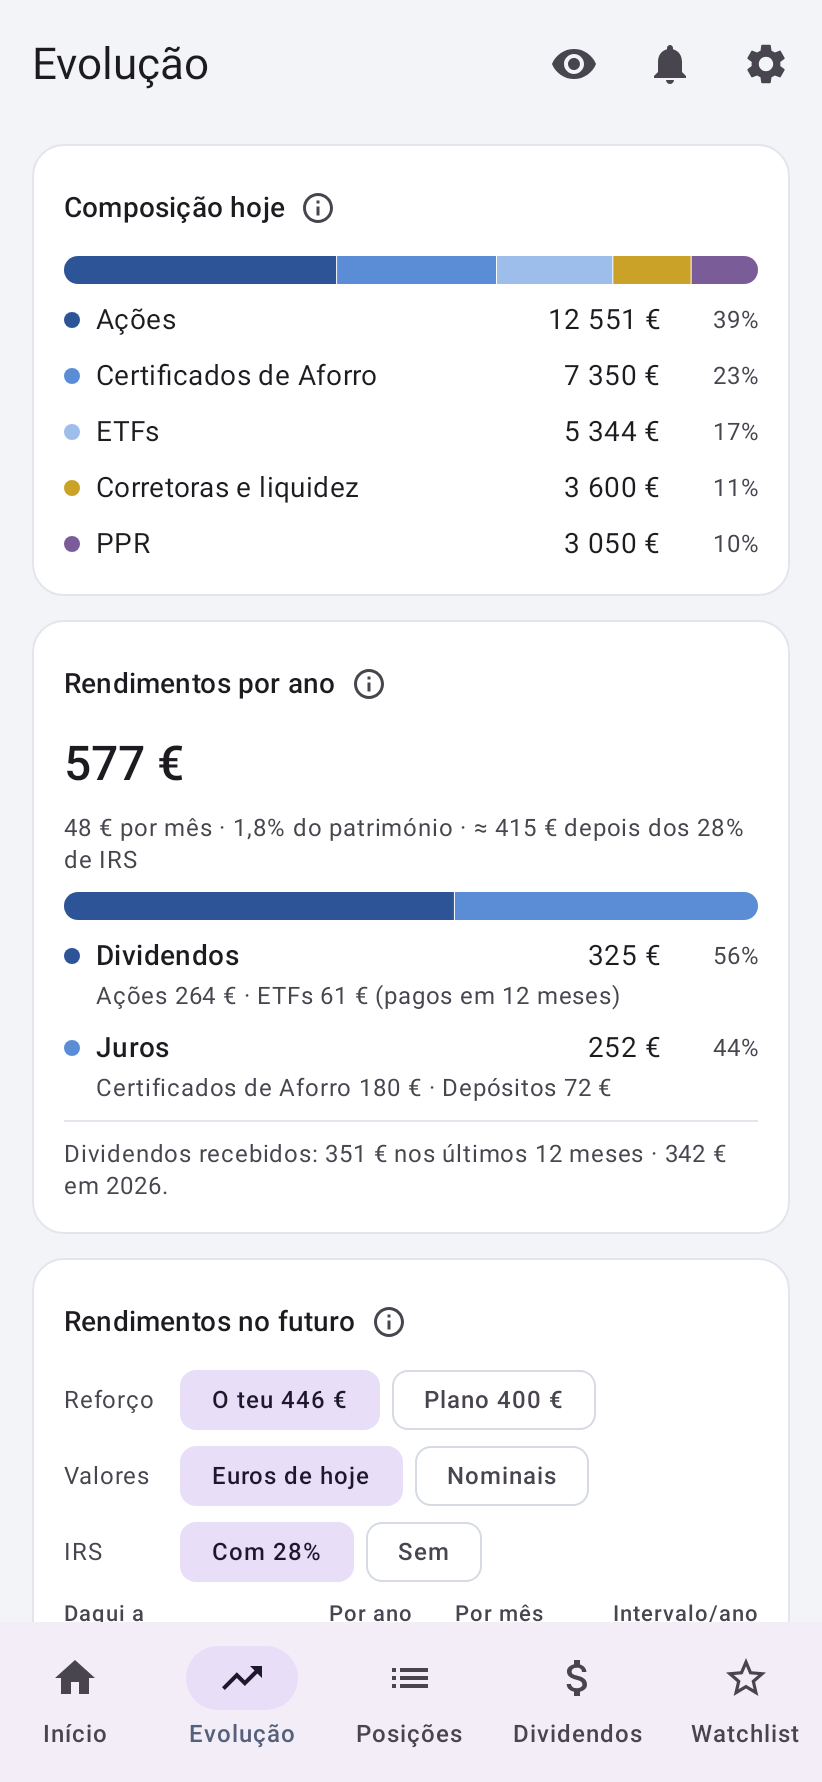 Evolução
Composição hoje
Ações 12 551 € 39%
Certificados de Aforro 7 350 € 23%
ETFs 5 344 € 17%
Corretoras e liquidez 3 600 € 11%
PPR 3 050 € 10%
Rendimentos por ano
577 €
48 € por mês · 1,8% do património · ≈ 415 € depois dos 28%
de IRS
Dividendos 325 € 56%
Ações 264 € · ETFs 61 € (pagos em 12 meses)
Juros 252 € 44%
Certificados de Aforro 180 € · Depósitos 72 €
Dividendos recebidos: 351 € nos últimos 12 meses · 342 €
em 2026.
Rendimentos no futuro
Reforço O teu 446 € Plano 400 €
Valores Euros de hoje Nominais
IRS Com 28% Sem
Daqui a Por ano Por mês Intervalo/ano
Início Evolução Posições Dividendos Watchlist